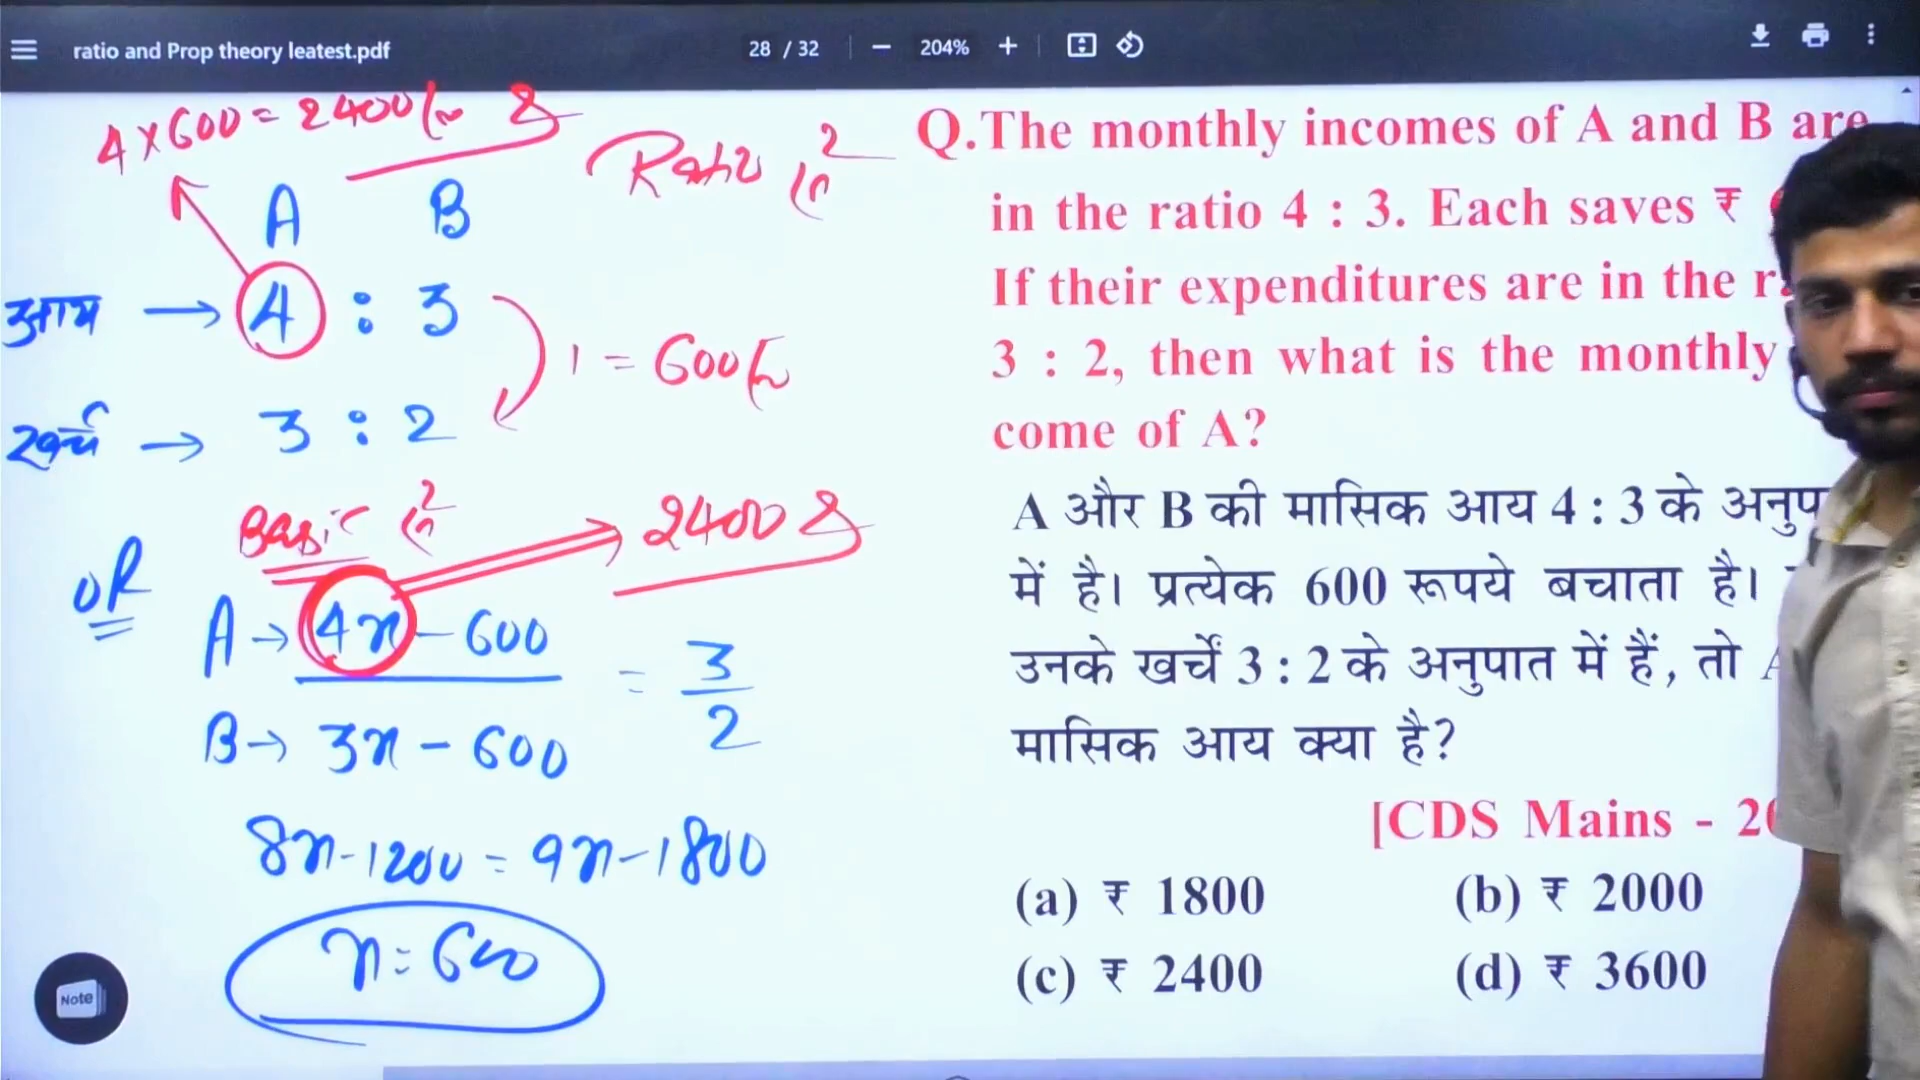 ratio and Prop theory leatest.pdf
28 / 32
204%
4×600 = 2400
Ratio
A B
आय → 4 : 3
1 = 600
खर्च → 3 : 2
OR
Basic
2400
A → 4x - 600
B → 3x - 600
= 3/2
8x - 1200 = 9x - 1800
x = 600
Note
Q.The monthly incomes of A and B are
in the ratio 4 : 3. Each saves ₹
If their expenditures are in the
3 : 2, then what is the monthly
come of A?
A और B की मासिक आय 4 : 3 के
में है। प्रत्येक 600 रूपये बचाता है।
उनके खर्चें 3 : 2 के अनुपात में हैं, तो
मासिक आय क्या है?
[CDS Mains -
(a) ₹ 1800 (b) ₹ 2000
(c) ₹ 2400 (d) ₹ 3600